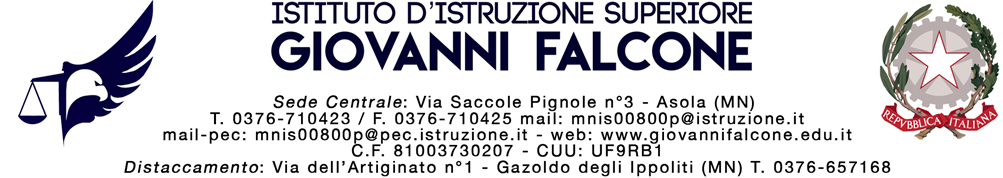 ISTITUTO D'ISTRUZIONE SUPERIORE
GIOVANNI FALCONE
Sede Centrale: Via Saccole Pignole n°3 - Asola (MN)
T. 0376-710423 / F. 0376-710425 mail: mnis00800p@istruzione.it
mail-pec: mnis00800p@pec.istruzione.it - web: www.giovannifalcone.edu.it
C.F. 81003730207 - CUU: UF9RB1
Distaccamento: Via dell'Artiginato n°1 - Gazoldo degli Ippoliti (MN) T. 0376-657168
REPVBBLICA ITALIANA